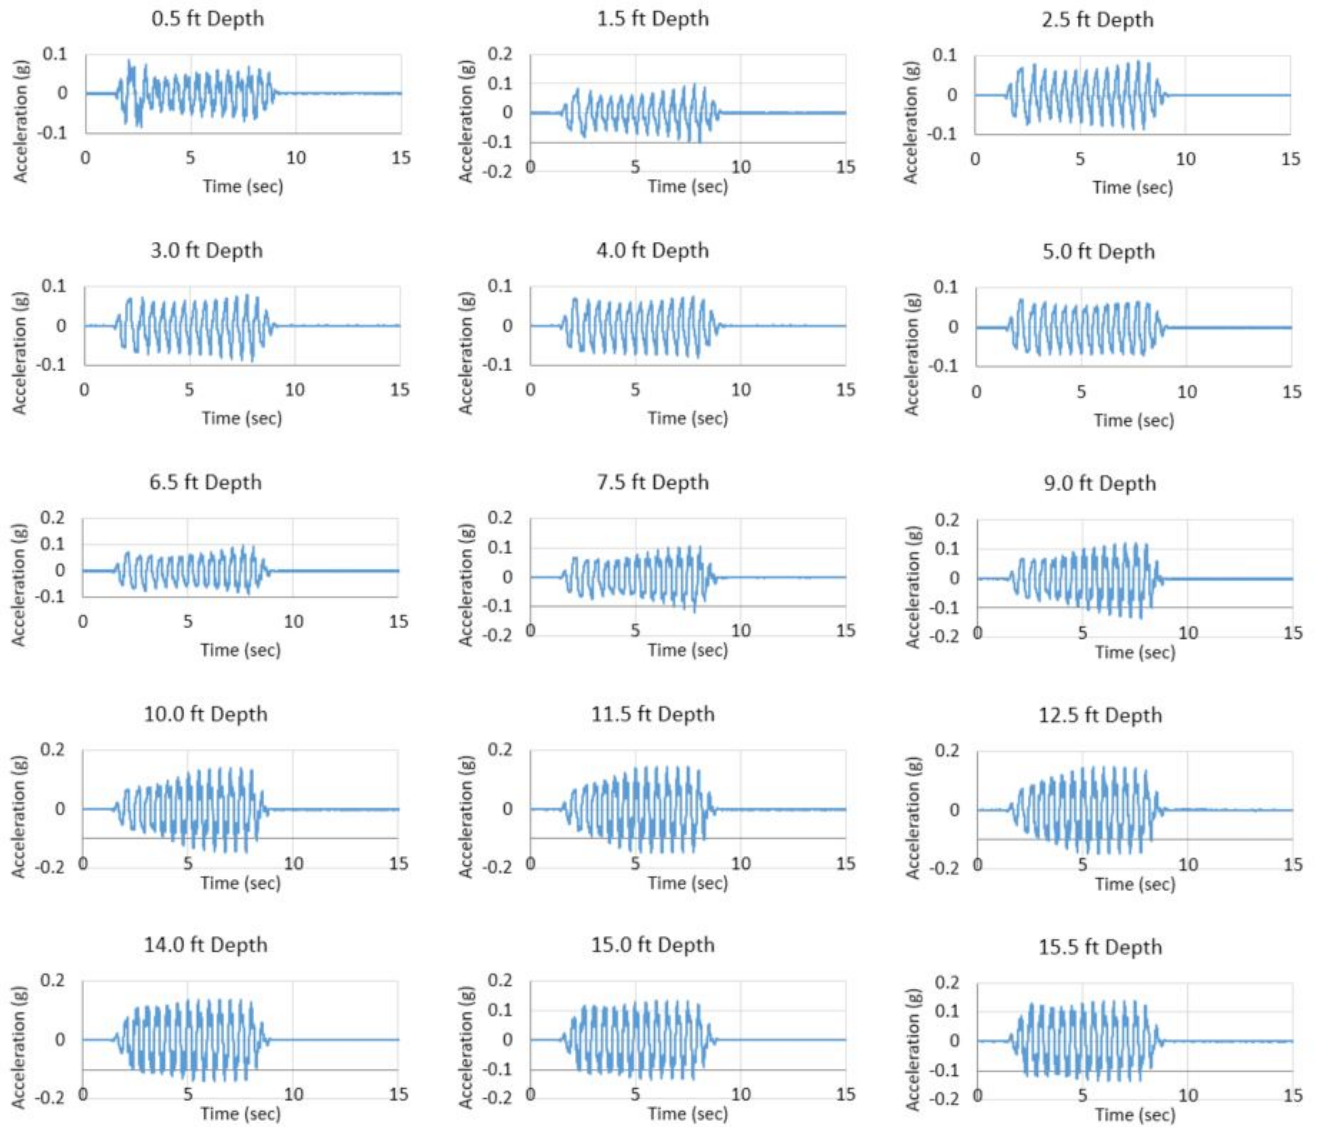 0.5 ft Depth
Acceleration (g)
0.1
0
-0.1
0 5 10 15
Time (sec)
1.5 ft Depth
Acceleration (g)
0.2
0.1
0
-0.1
-0.2
0 5 10 15
Time (sec)
2.5 ft Depth
Acceleration (g)
0.1
0
-0.1
0 5 10 15
Time (sec)
3.0 ft Depth
Acceleration (g)
0.1
0
-0.1
0 5 10 15
Time (sec)
4.0 ft Depth
Acceleration (g)
0.1
0
-0.1
0 5 10 15
Time (sec)
5.0 ft Depth
Acceleration (g)
0.1
0
-0.1
0 5 10 15
Time (sec)
6.5 ft Depth
Acceleration (g)
0.2
0.1
0
-0.1
0 5 10 15
Time (sec)
7.5 ft Depth
Acceleration (g)
0.2
0.1
0
-0.1
-0.2
0 5 10 15
Time (sec)
9.0 ft Depth
Acceleration (g)
0.2
0.1
0
-0.1
-0.2
0 5 10 15
Time (sec)
10.0 ft Depth
Acceleration (g)
0.2
0
-0.2
0 5 10 15
Time (sec)
11.5 ft Depth
Acceleration (g)
0.2
0
-0.2
0 5 10 15
Time (sec)
12.5 ft Depth
Acceleration (g)
0.2
0
-0.2
0 5 10 15
Time (sec)
14.0 ft Depth
Acceleration (g)
0.2
0
-0.2
0 5 10 15
Time (sec)
15.0 ft Depth
Acceleration (g)
0.2
0.1
0
-0.1
-0.2
0 5 10 15
Time (sec)
15.5 ft Depth
Acceleration (g)
0.2
0.1
0
-0.1
-0.2
0 5 10 15
Time (sec)